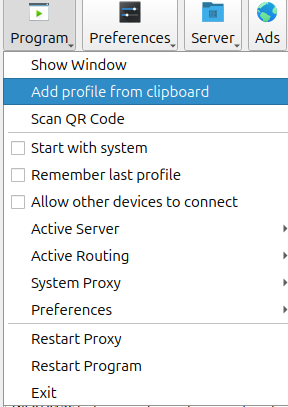 Program
Preferences
Server
Ads
Show Window
Add profile from clipboard
Scan QR Code
Start with system
Remember last profile
Allow other devices to connect
Active Server
Active Routing
System Proxy
Preferences
Restart Proxy
Restart Program
Exit